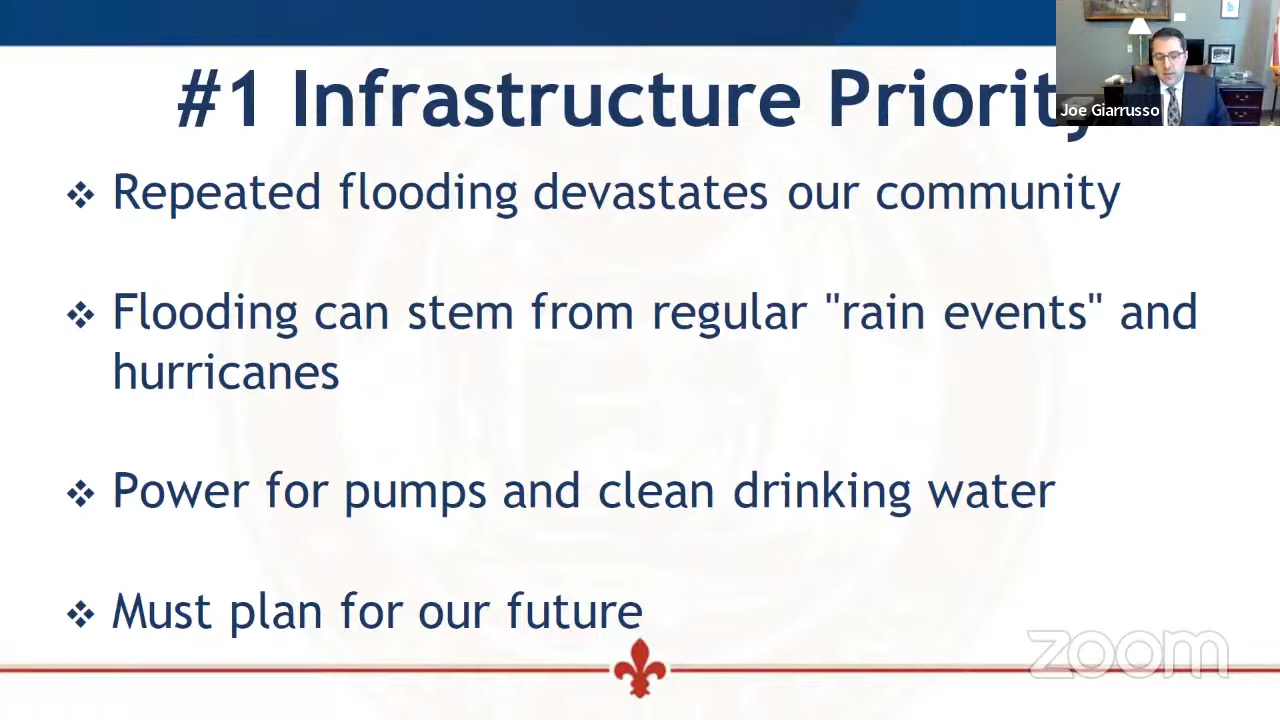 #1 Infrastructure Priority
Joe Giarrusso
❖ Repeated flooding devastates our community
❖ Flooding can stem from regular "rain events" and
hurricanes
❖ Power for pumps and clean drinking water
❖ Must plan for our future
zoom